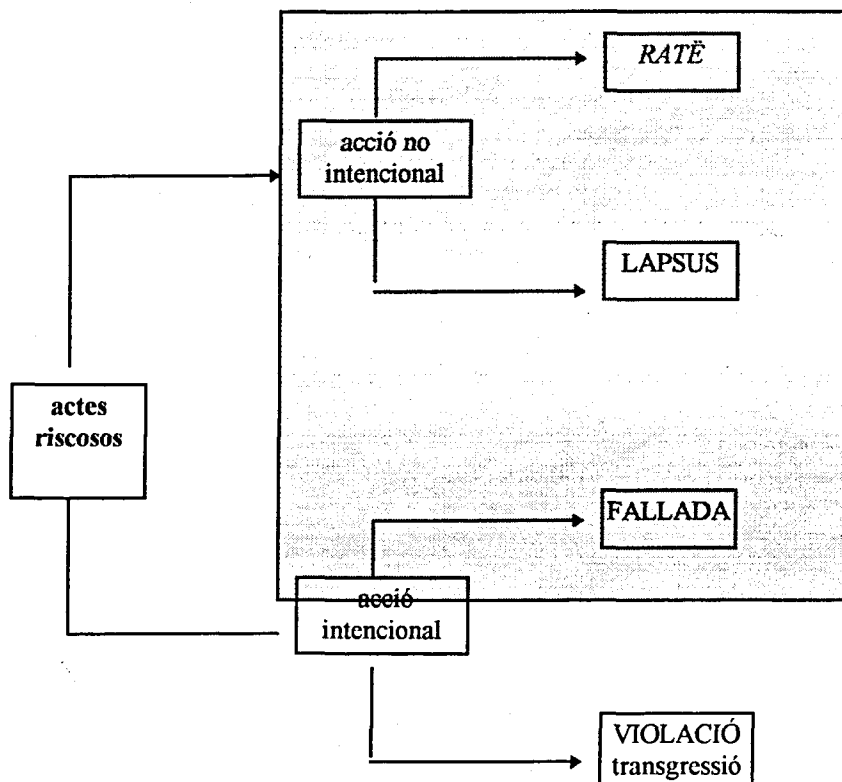 RATË
acció no
intencional
LAPSUS
actes
riscosos
FALLADA
acció
intencional
VIOLACIÓ
transgressió